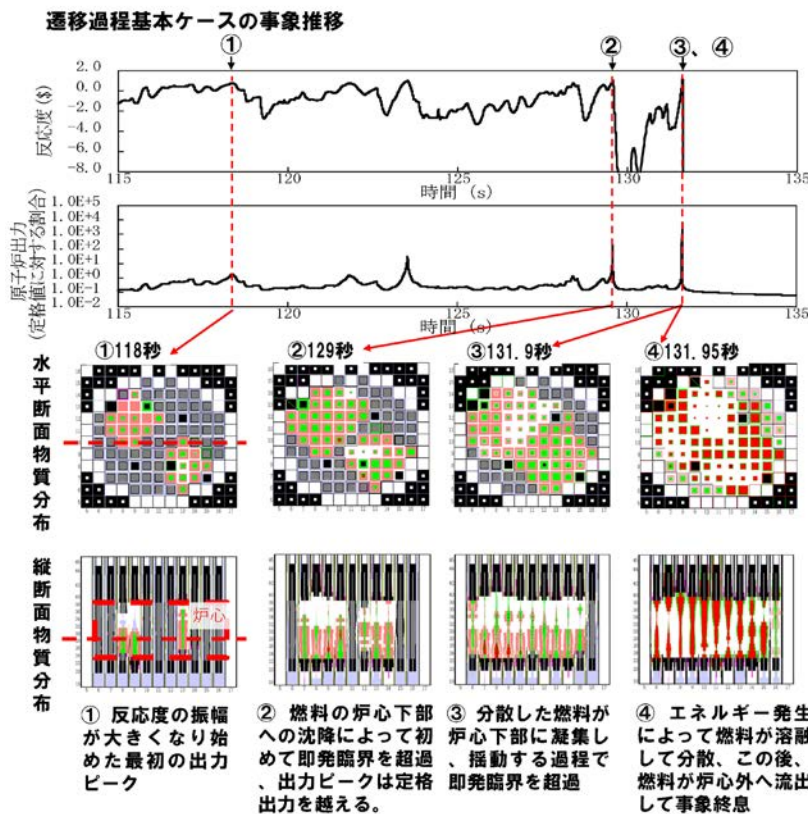 遷移過程基本ケースの事象推移
① ② ③、④
反応度($)
2.0
0.0
-2.0
-4.0
-6.0
-8.0
115 120 125 130 135
時間 (s)
原子炉出力
(定格値に対する割合)
1.0E+5
1.0E+4
1.0E+3
1.0E+2
1.0E+1
1.0E+0
1.0E-1
1.0E-2
115 120 125 130 135
時間 (s)
①118秒 ②129秒 ③131.9秒 ④131.95秒
水平断面物質分布
縦断面物質分布
炉心
① 反応度の振幅
が大きくなり始
めた最初の出力
ピーク
② 燃料の炉心下部
への沈降によって初
めて即発臨界を超過
、出力ピークは定格
出力を越える。
③ 分散した燃料が
炉心下部に凝集し
、揺動する過程で
即発臨界を超過
④ エネルギー発生
によって燃料が溶融
して分散、この後、
燃料が炉心外へ流出
して事象終息